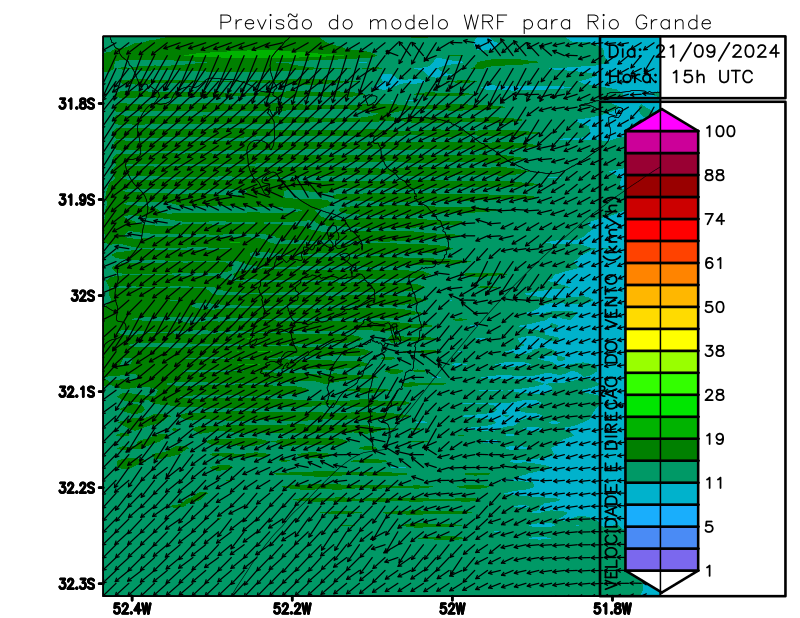 Previsão do modelo WRF para Rio Grande
Dia: 21/09/2024
Hora: 15h UTC
31.8S
31.9S
32S
32.1S
32.2S
32.3S
52.4W
52.2W
52W
51.8W
VELOCIDADE E DIREÇÃO DO VENTO (km/h)
100
88
74
61
50
38
28
19
11
5
1